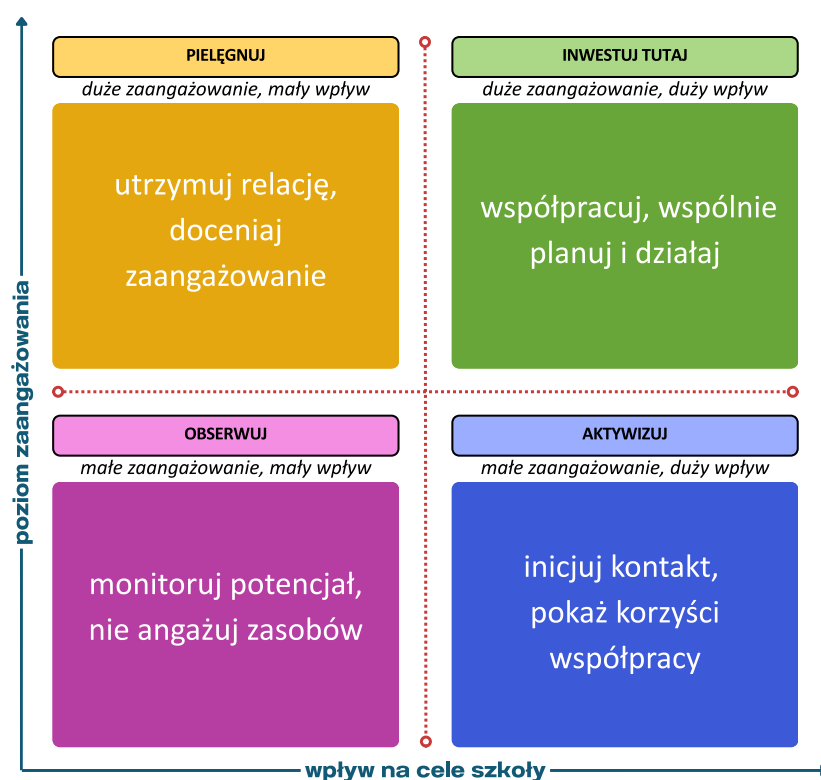 PIELĘGNUJ
duże zaangażowanie, mały wpływ
utrzymuj relację,
doceniaj
zaangażowanie
INWESTUJ TUTAJ
duże zaangażowanie, duży wpływ
współpracuj, wspólnie
planuj i działaj
poziom zaangażowania
OBSERWUJ
małe zaangażowanie, mały wpływ
monitoruj potencjał,
nie angażuj zasobów
AKTYWIZUJ
małe zaangażowanie, duży wpływ
inicjuj kontakt,
pokaż korzyści
współpracy
wpływ na cele szkoły